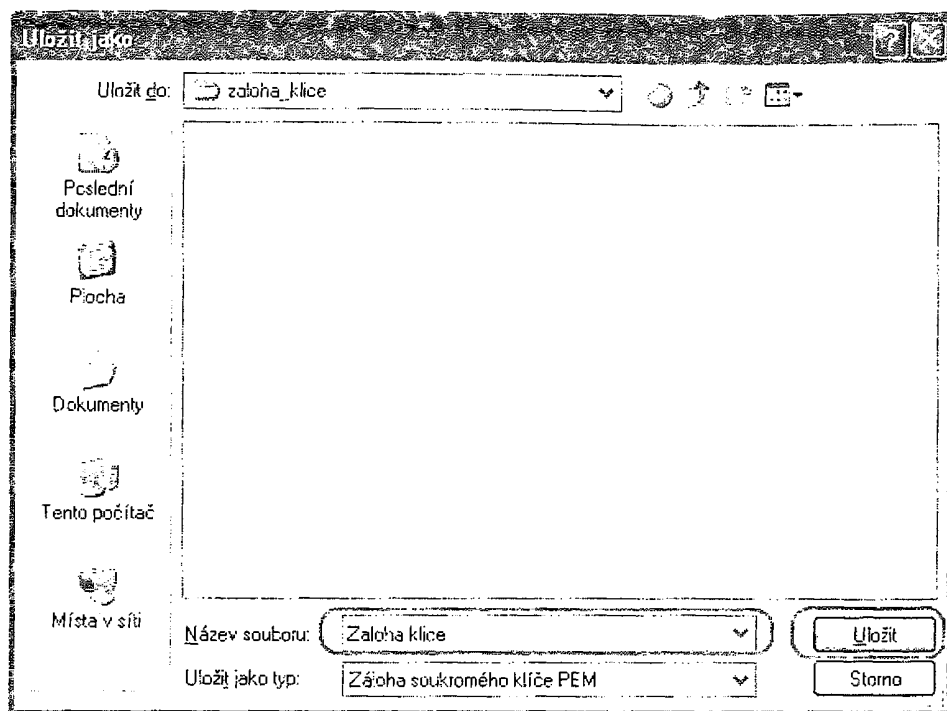 Uložit jako
Uložit do: zaloha_klice
Poslední
dokumenty
Plocha
Dokumenty
Tento počítač
Místa v síti
Název souboru: Zaloha klice Uložit
Uložit jako typ: Záloha soukromého klíče PEM Storno